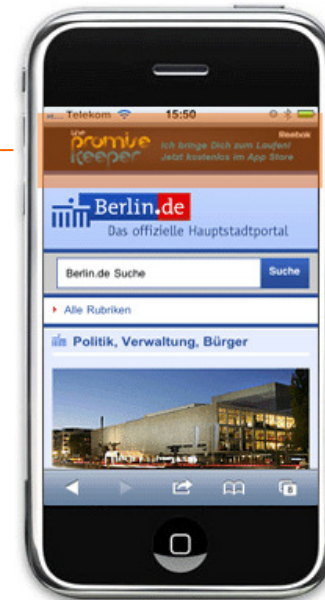 Telekom 15:50
the Reebok
promise Ich bringe Dich zum Laufen!
keeper Jetzt kostenlos im App Store
Berlin.de
Das offizielle Hauptstadtportal
Berlin.de Suche Suche
Alle Rubriken
Politik, Verwaltung, Bürger
8